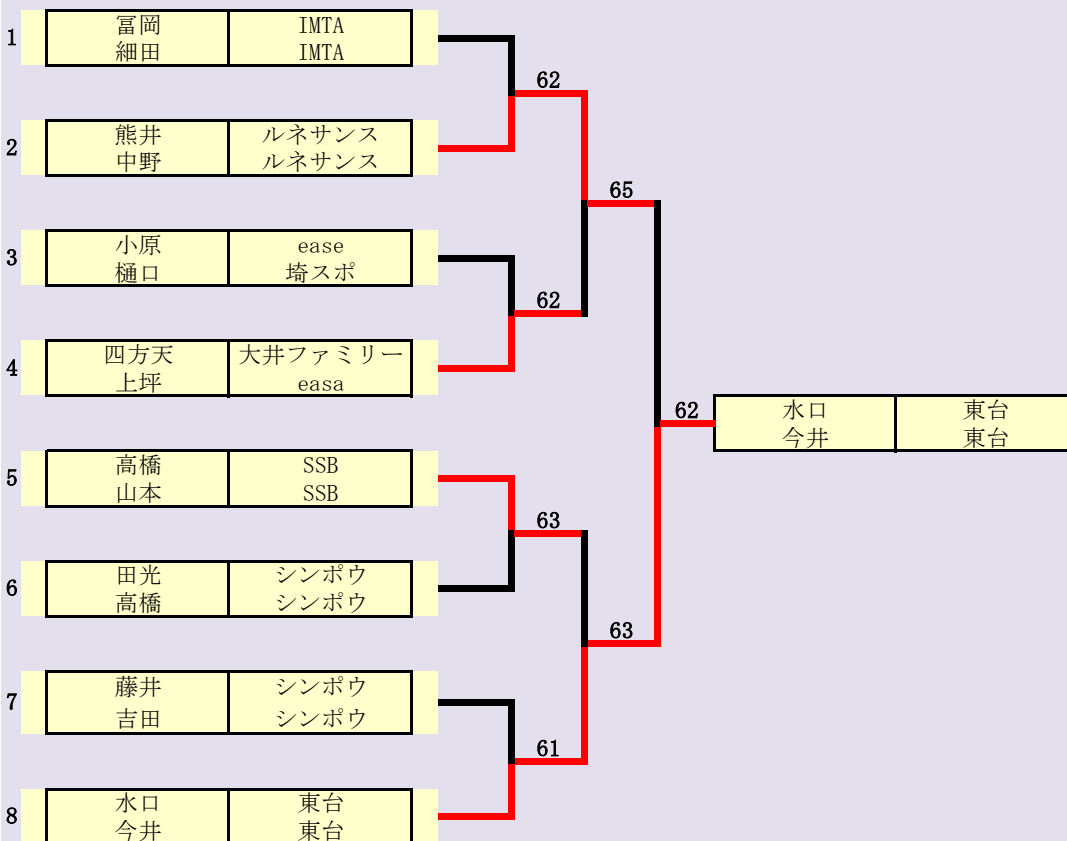 1
冨岡 IMTA
細田 IMTA
62
2
熊井 ルネサンス
中野 ルネサンス
65
3
小原 ease
樋口 埼スポ
62
4
四方天 大井ファミリー
上坪 easa
62
水口 東台
今井 東台
5
高橋 SSB
山本 SSB
63
6
田光 シンポウ
高橋 シンポウ
63
7
藤井 シンポウ
吉田 シンポウ
61
8
水口 東台
今井 東台